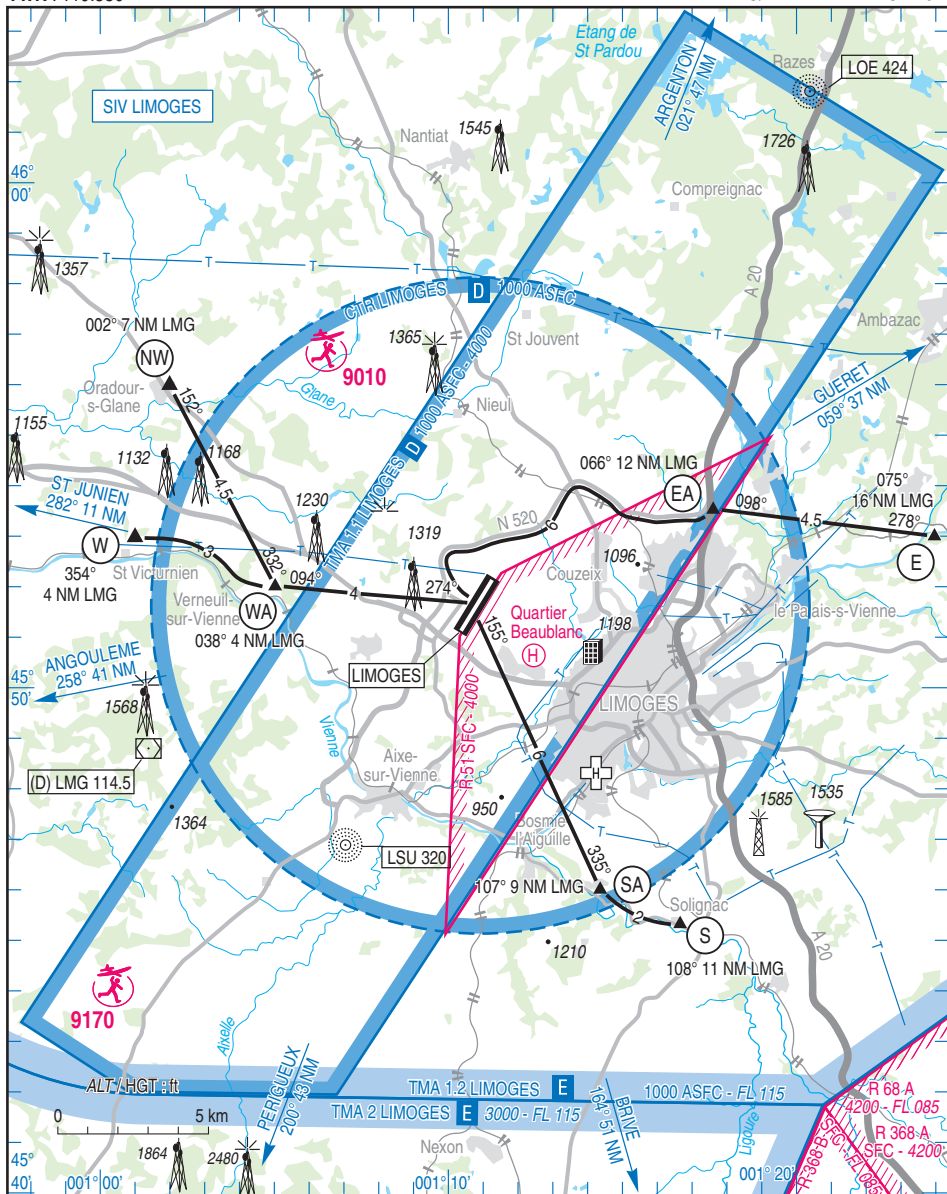 Etang de
St Pardou
Razes
LOE 424
ARGENTON
021° 47 NM
SIV LIMOGES
1545
Nantiat
1726
46°
00'
Compreignac
1357
T
T
T
CTR LIMOGES D 1000 ASFC
A 20
002° 7 NM LMG
NW
9010
1365
St Jouvent
Ambazac
T
T
Oradour-
s-Glane
Glane
GUERET
059° 37 NM
152°
Nieul
TMA 1.1 LIMOGES D 1000 ASFC - 4000
1155
1132
1168
4.5
066° 12 NM LMG
EA
075°
16 NM LMG
ST JUNIEN
282° 11 NM
1230
N 520
6
098°
4.5
278°
W
3
1319
1096
E
354°
4 NM LMG
St Victurnien
332°
094°
4
274°
Couzeix
Verneuil-
sur-Vienne
WA
038° 4 NM LMG
155°
Quartier
Beaublanc
H
1198
le Palais-s-Vienne
T
ANGOULEME
258° 41 NM
LIMOGES
45°
50'
1568
R 51 SFC - 4000
LIMOGES
Vienne
(D) LMG 114.5
Aixe-
sur-Vienne
6
H
T
1364
950
1585
1535
Bosmie
l'Aiguille
T
LSU 320
335°
107° 9 NM LMG
SA
T
2
Solignac
S
1210
108° 11 NM LMG
A 20
T
9170
Aixelle
ALT / HGT : ft
PERIGUEUX
200° 43 NM
TMA 1.2 LIMOGES E 1000 ASFC - FL 115
0
5 km
TMA 2 LIMOGES E 3000 - FL 115
BRIVE
164° 51 NM
R 68 A
4200 - FL 085
Ligoure
R 368 A
SFC - 4200
R 368 B
SFC - FL 085
1864
2480
Nexon
45°
40'
001° 00'
001° 10'
001° 20'